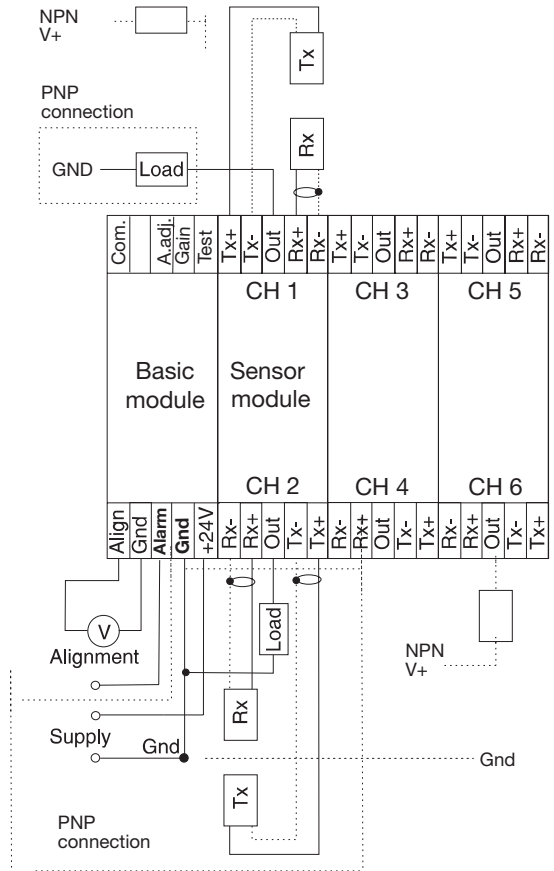 NPN
V+
Tx
PNP
connection
Rx
GND
Load
Com.
A.adj.
Gain
Test
Tx+
Tx-
Out
Rx+
Rx-
Tx+
Tx-
Out
Rx+
Rx-
Tx+
Tx-
Out
Rx+
Rx-
CH 1
CH 3
CH 5
Basic
module
Sensor
module
CH 2
CH 4
CH 6
Align
Gnd
Alarm
Gnd
+24V
Rx-
Rx+
Out
Tx-
Tx+
Rx-
Rx+
Out
Tx-
Tx+
Rx-
Rx+
Out
Tx-
Tx+
Load
V
Alignment
NPN
V+
Rx
Supply
Gnd
Gnd
Tx
PNP
connection